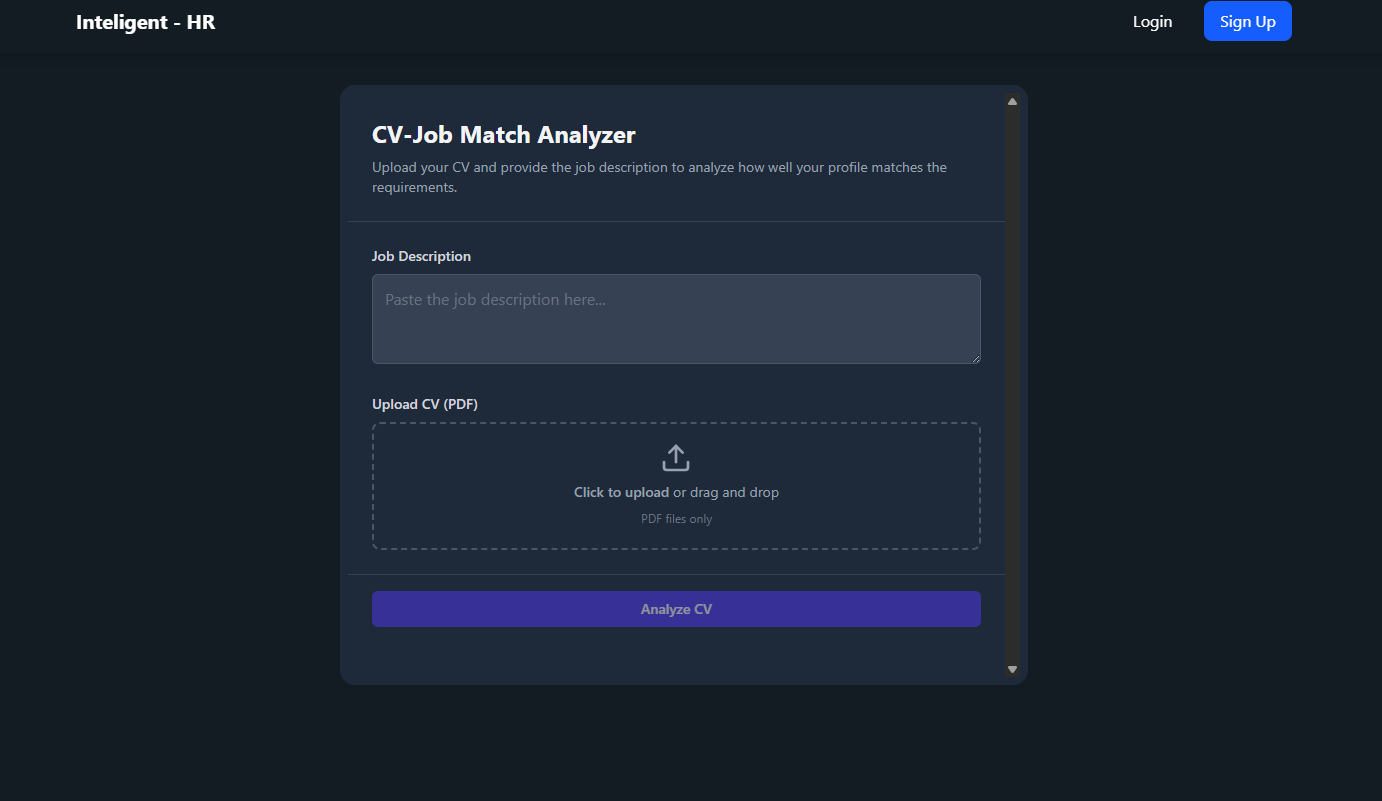 Inteligent - HR
Login
Sign Up
CV-Job Match Analyzer
Upload your CV and provide the job description to analyze how well your profile matches the
requirements.
Job Description
Paste the job description here...
Upload CV (PDF)
Click to upload or drag and drop
PDF files only
Analyze CV